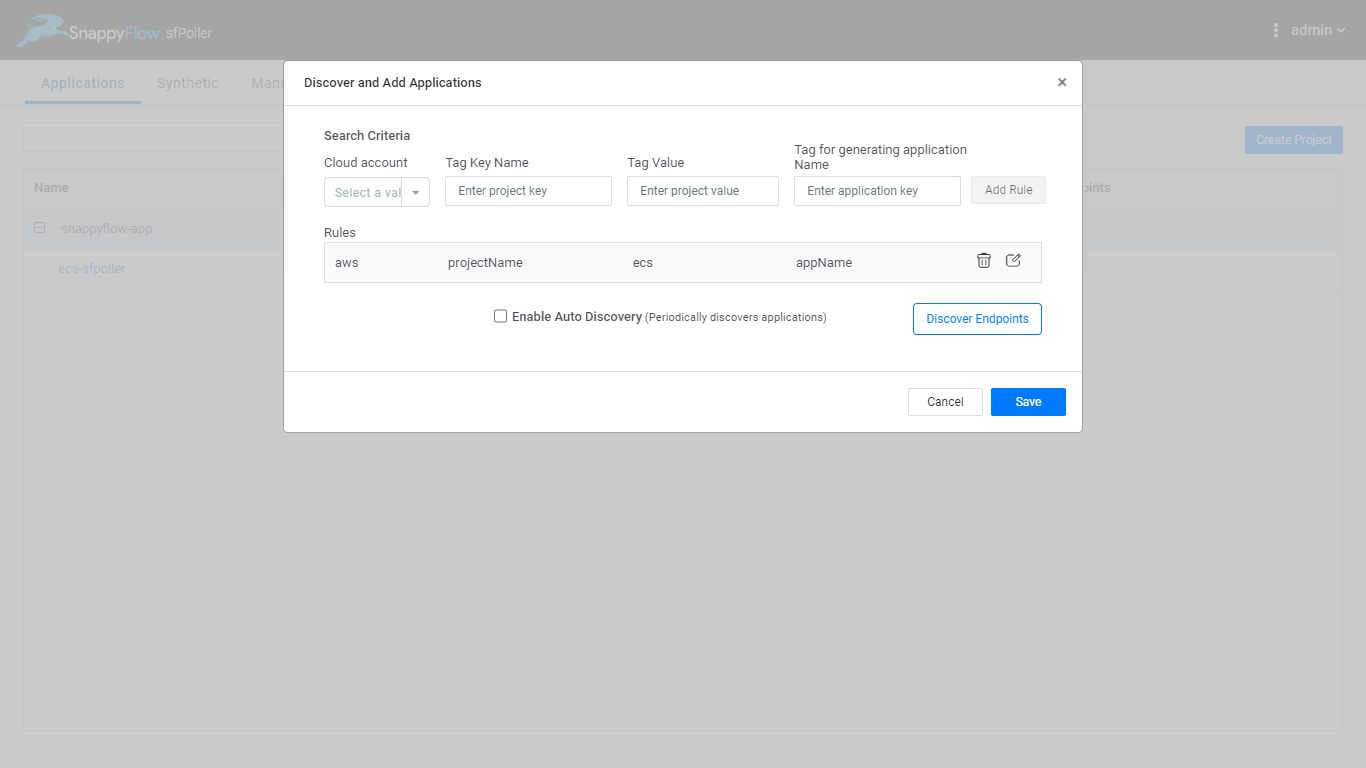 SnappyFlow sfPoller
admin
Applications Synthetic Mana
Discover and Add Applications
×
Create Project
Search Criteria
Cloud account
Tag Key Name
Tag Value
Tag for generating application
Name
Select a val
Enter project key
Enter project value
Enter application key
Add Rule
Name
oints
snappyflow-app
Rules
aws projectName ecs appName
ecs-sfpoller
Enable Auto Discovery (Periodically discovers applications)
Discover Endpoints
Cancel
Save